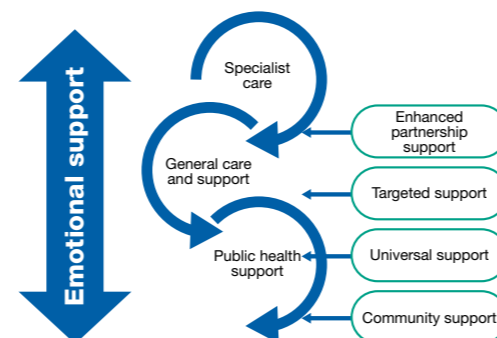 Emotional support
Specialist
care
General care
and support
Public health
support
Enhanced
partnership
support
Targeted support
Universal support
Community support